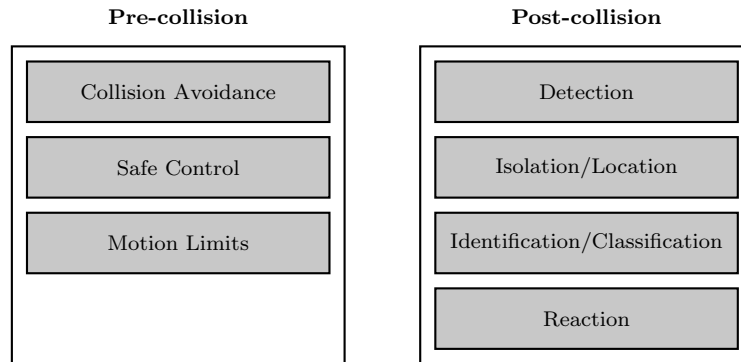 Pre-collision
Collision Avoidance
Safe Control
Motion Limits
Post-collision
Detection
Isolation/Location
Identification/Classification
Reaction